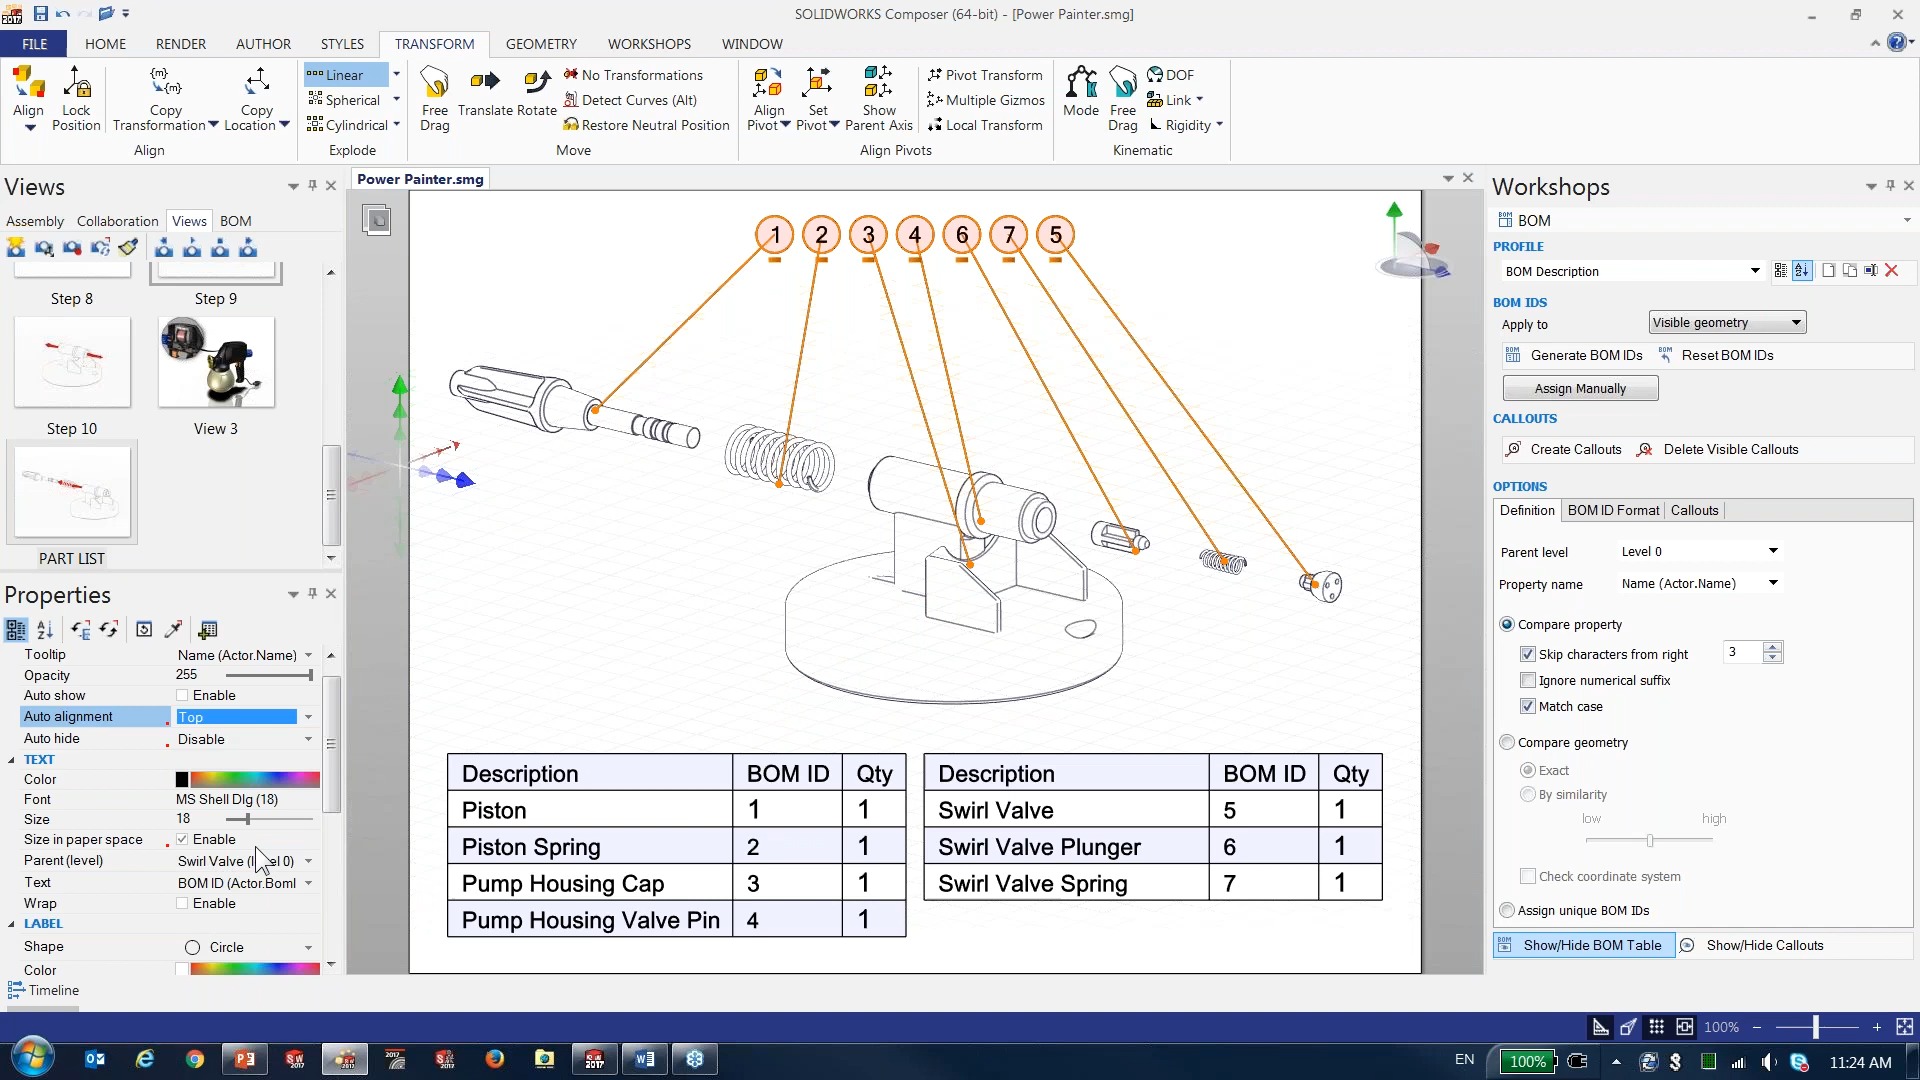 SOLIDWORKS Composer (64-bit) - [Power Painter.smg]
FILE HOME RENDER AUTHOR STYLES TRANSFORM GEOMETRY WORKSHOPS WINDOW
Align
Lock Position
Copy Transformation
Copy Location
Align
Linear
Spherical
Cylindrical
Explode
Free Drag
Translate
Rotate
No Transformations
Detect Curves (Alt)
Restore Neutral Position
Move
Align Pivot
Set Pivot
Show Parent Axis
Pivot Transform
Multiple Gizmos
Local Transform
Align Pivots
Mode
Free Drag
DOF
Link
Rigidity
Kinematic
Views
Assembly Collaboration Views BOM
Step 8
Step 9
Step 10
View 3
PART LIST
Properties
Tooltip Name (Actor.Name)
Opacity 255
Auto show Enable
Auto alignment Top
Auto hide Disable
TEXT
Color
Font MS Shell Dlg (18)
Size 18
Size in paper space Enable
Parent (level)
Text BOM ID (Actor.BomI
Wrap Enable
LABEL
Shape Circle
Color
Timeline
Power Painter.smg
1 2 3 4 6 7 5
Description BOM ID Qty
Piston 1 1
Piston Spring 2 1
Pump Housing Cap 3 1
Pump Housing Valve Pin 4 1
Description BOM ID Qty
Swirl Valve 5 1
Swirl Valve Plunger 6 1
Swirl Valve Spring 7 1
Workshops
BOM
PROFILE
BOM Description
BOM IDS
Apply to Visible geometry
Generate BOM IDs Reset BOM IDs
Assign Manually
CALLOUTS
Create Callouts Delete Visible Callouts
OPTIONS
Definition BOM ID Format Callouts
Parent level Level 0
Property name Name (Actor.Name)
Compare property
Skip characters from right 3
Ignore numerical suffix
Match case
Compare geometry
Exact
By similarity
low high
Check coordinate system
Assign unique BOM IDs
Show/Hide BOM Table Show/Hide Callouts
100%
EN 100% 11:24 AM